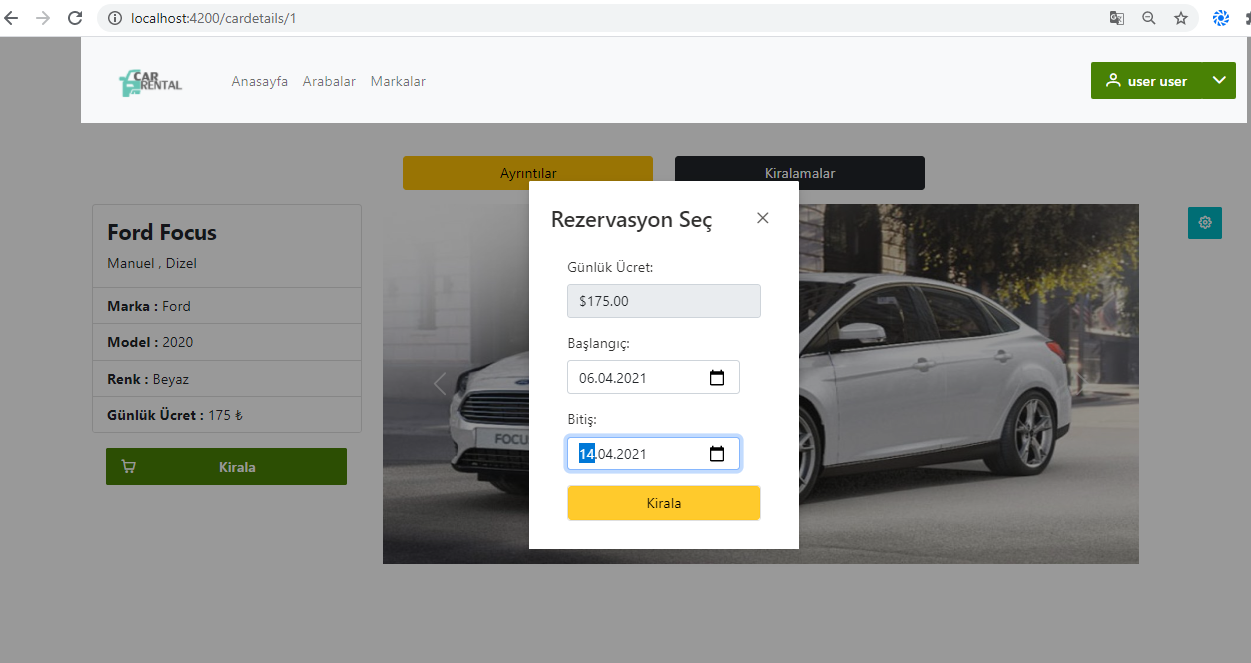 localhost:4200/cardetails/1
CAR
RENTAL
Anasayfa Arabalar Markalar
user user
Ayrıntılar
Kiralamalar
Ford Focus
Manuel , Dizel
Marka : Ford
Model : 2020
Renk : Beyaz
Günlük Ücret : 175 ₺
Kirala
FOCU
Rezervasyon Seç
Günlük Ücret:
$175.00
Başlangıç:
06.04.2021
Bitiş:
14.04.2021
Kirala